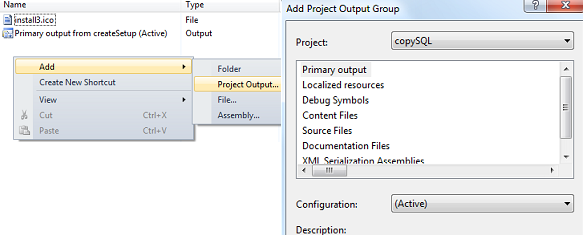 Name
Type
install3.ico
File
Primary output from createSetup (Active)
Output
Add
Create New Shortcut
View
Cut Ctrl+X
Paste Ctrl+V
Folder
Project Output...
File...
Assembly...
Add Project Output Group
?
Project: copySQL
Primary output
Localized resources
Debug Symbols
Content Files
Source Files
Documentation Files
XML Serialization Assemblies
Configuration: (Active)
Description: